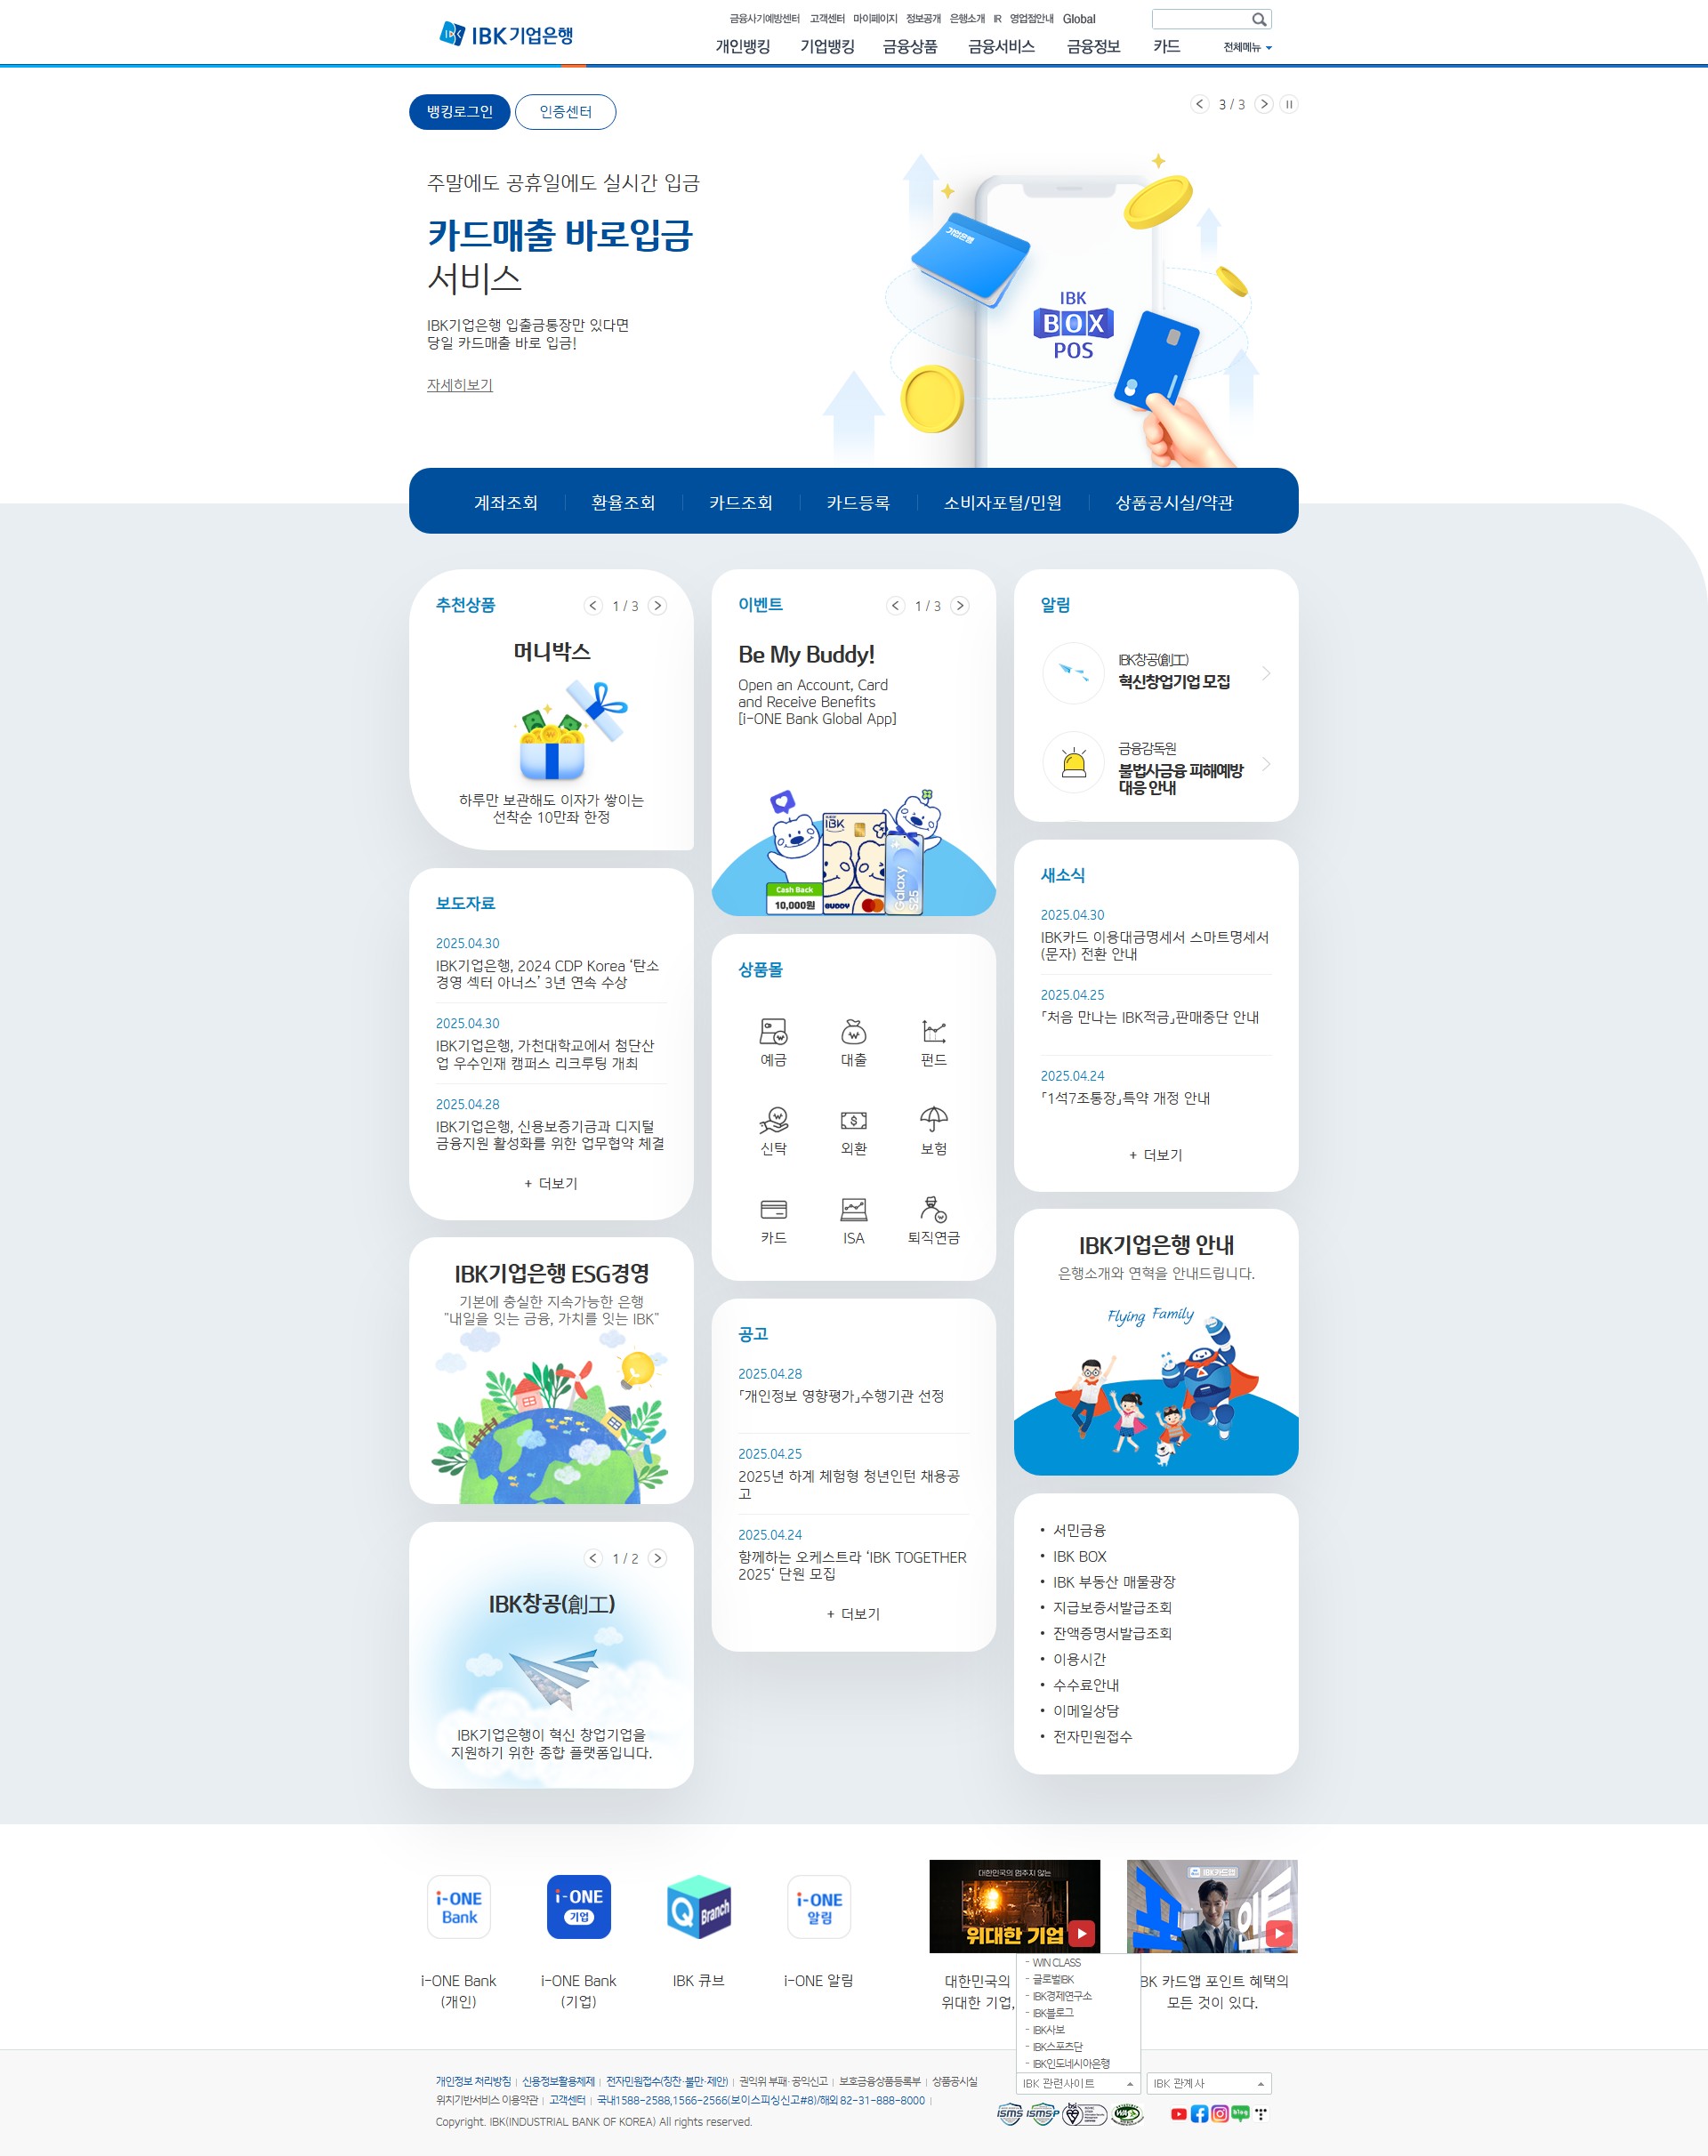 IBK기업은행
금융사기예방센터 고객센터 마이페이지 정보공개 은행소개 IR 영업점안내 Global
개인뱅킹 기업뱅킹 금융상품 금융서비스 금융정보 카드 전체메뉴
뱅킹로그인 인증센터
3 / 3
주말에도 공휴일에도 실시간 입금
카드매출 바로입금
서비스
IBK기업은행 입출금통장만 있다면
당일 카드매출 바로 입금!
자세히보기
기업은행
IBK
BOX
POS
계좌조회 환율조회 카드조회 카드등록 소비자포털/민원 상품공시실/약관
추천상품 1 / 3
머니박스
하루만 보관해도 이자가 쌓이는
선착순 10만좌 한정
보도자료
2025.04.30
IBK기업은행, 2024 CDP Korea ‘탄소
경영 섹터 아너스’ 3년 연속 수상
2025.04.30
IBK기업은행, 가천대학교에서 첨단산
업 우수인재 캠퍼스 리크루팅 개최
2025.04.28
IBK기업은행, 신용보증기금과 디지털
금융지원 활성화를 위한 업무협약 체결
+ 더보기
IBK기업은행 ESG경영
기본에 충실한 지속가능한 은행
"내일을 잇는 금융, 가치를 잇는 IBK"
1 / 2
IBK창공(創工)
IBK기업은행이 혁신 창업기업을
지원하기 위한 종합 플랫폼입니다.
이벤트 1 / 3
Be My Buddy!
Open an Account, Card
and Receive Benefits
[i-ONE Bank Global App]
IBK
Cash Back
10,000원
BUDDY
Galaxy
S25
상품몰
예금 대출 펀드
신탁 외환 보험
카드 ISA 퇴직연금
공고
2025.04.28
「개인정보 영향평가」수행기관 선정
2025.04.25
2025년 하계 체험형 청년인턴 채용공
고
2025.04.24
함께하는 오케스트라 ‘IBK TOGETHER
2025‘ 단원 모집
+ 더보기
알림
IBK창공(創工)
혁신창업기업 모집
금융감독원
불법사금융 피해예방
대응 안내
새소식
2025.04.30
IBK카드 이용대금명세서 스마트명세서
(문자) 전환 안내
2025.04.25
「처음 만나는 IBK적금」판매중단 안내
2025.04.24
「1석7조통장」특약 개정 안내
+ 더보기
IBK기업은행 안내
은행소개와 연혁을 안내드립니다.
Flying Family
• 서민금융
• IBK BOX
• IBK 부동산 매물광장
• 지급보증서발급조회
• 잔액증명서발급조회
• 이용시간
• 수수료안내
• 이메일상담
• 전자민원접수
i-ONE
Bank
i-ONE
기업
Q Branch
i-ONE
알림
대한민국의 멈추지 않는
위대한 기업
IBK카드앱
포인트
i-ONE Bank
(개인)
i-ONE Bank
(기업)
IBK 큐브
i-ONE 알림
대한민국의
위대한 기업,
BK 카드앱 포인트 혜택의
모든 것이 있다.
- WIN CLASS
- 글로벌IBK
- IBK경제연구소
- IBK블로그
- IBK사보
- IBK스포츠단
- IBK인도네시아은행
IBK 관련사이트 IBK 관계사
개인정보 처리방침 신용정보활용체제 전자민원접수(칭찬·불만·제안) 권익위 부패·공익신고 보호금융상품등록부 상품공시실
위치기반서비스 이용약관 고객센터 국내1588-2588,1566-2566(보이스피싱신고#8)/해외82-31-888-8000
Copyright. IBK(INDUSTRIAL BANK OF KOREA) All rights reserved.
ISMS ISMS-P bsi
blog